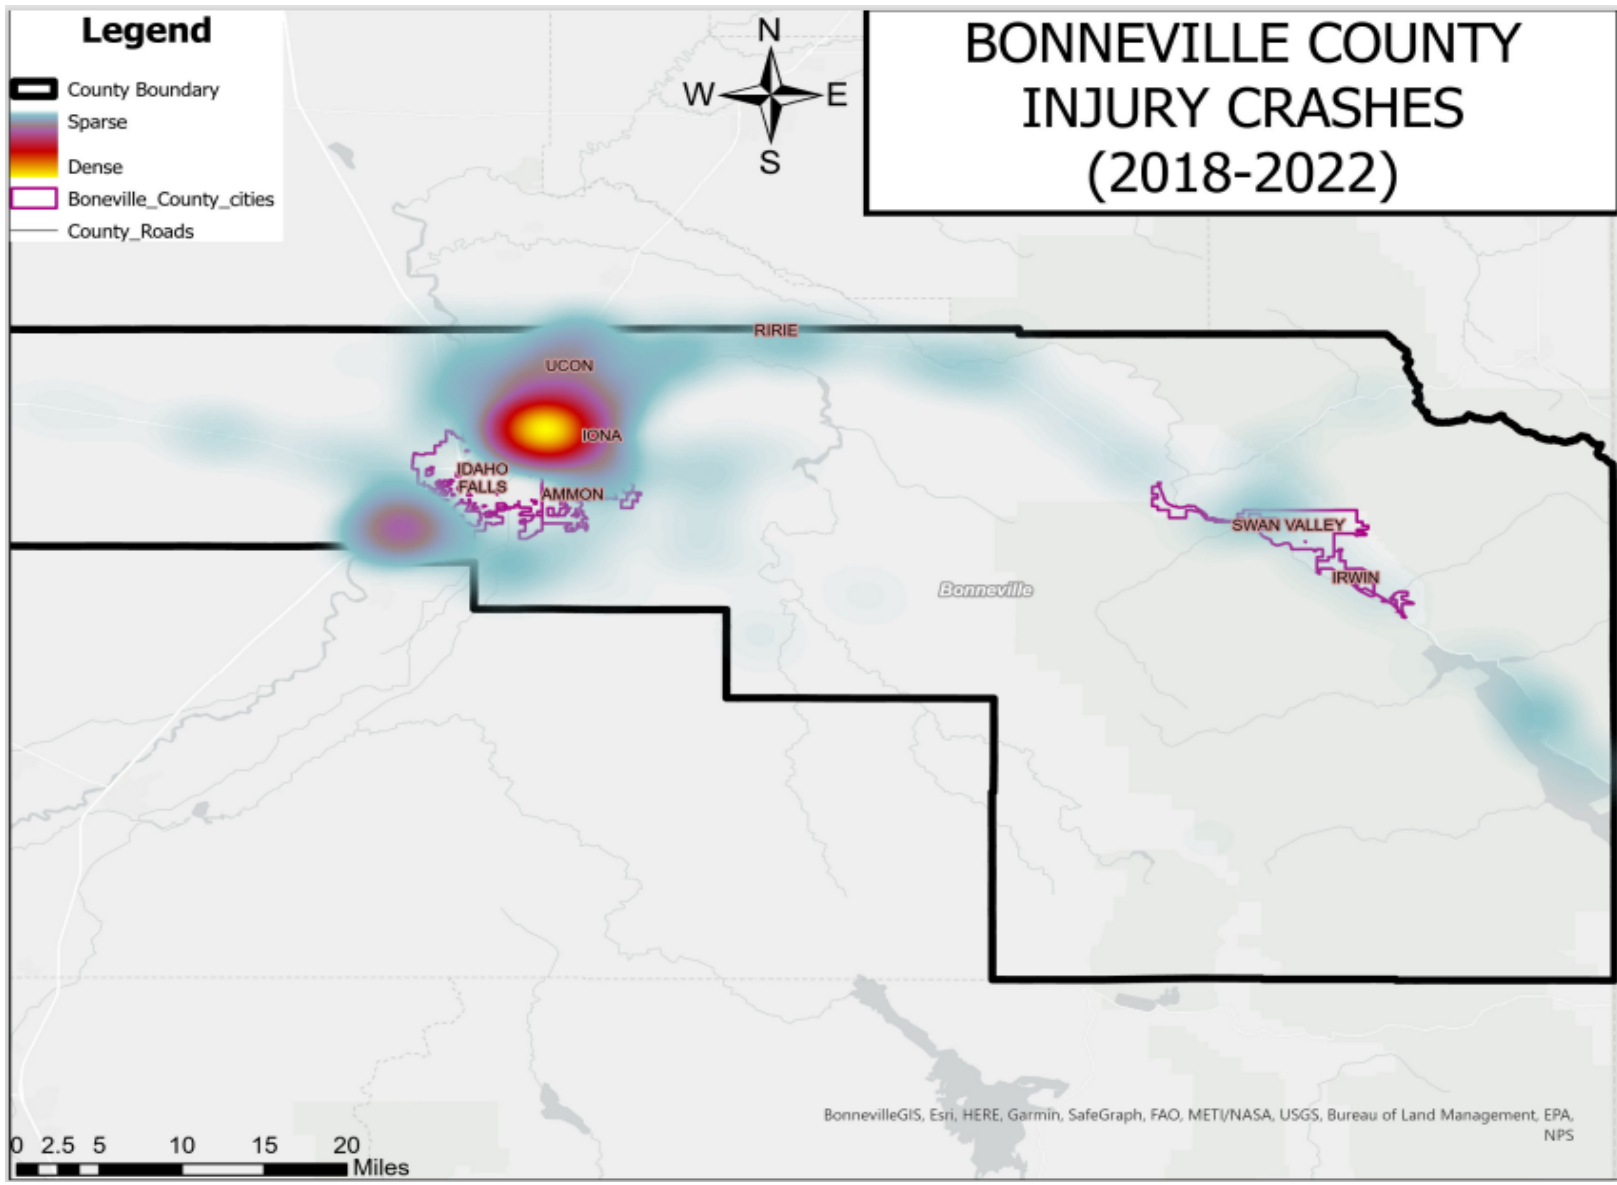 Legend
County Boundary
Sparse
Dense
Boneville_County_cities
County_Roads
N
W
E
S
BONNEVILLE COUNTY
INJURY CRASHES
(2018-2022)
RIRIE
UCON
IONA
IDAHO
FALLS
AMMON
SWAN VALLEY
IRWIN
Bonneville
BonnevilleGIS, Esri, HERE, Garmin, SafeGraph, FAO, METI/NASA, USGS, Bureau of Land Management, EPA,
NPS
0 2.5 5 10 15 20
Miles